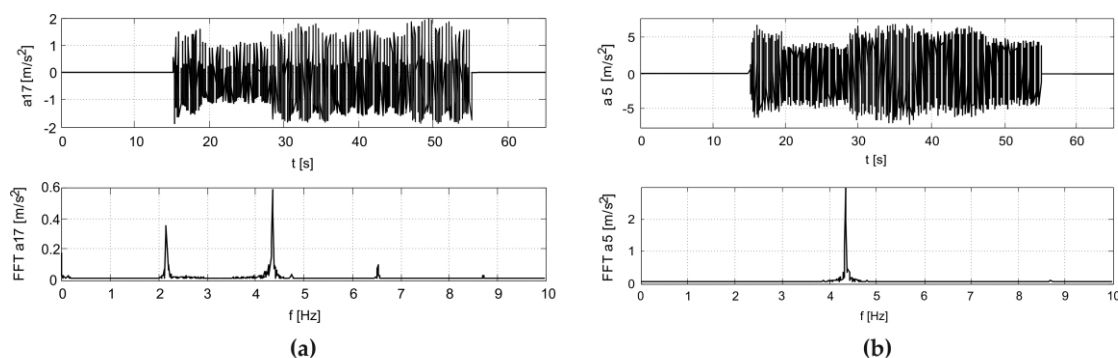 2
1
0
-1
-2
a17 [m/s²]
0 10 20 30 40 50 60
t [s]
0.6
0.4
0.2
0
FFT a17 [m/s²]
0 1 2 3 4 5 6 7 8 9 10
f [Hz]
(a)
5
0
-5
a 5 [m/s²]
0 10 20 30 40 50 60
t [s]
2
1
0
FFT a 5 [m/s²]
0 1 2 3 4 5 6 7 8 9 10
f [Hz]
(b)